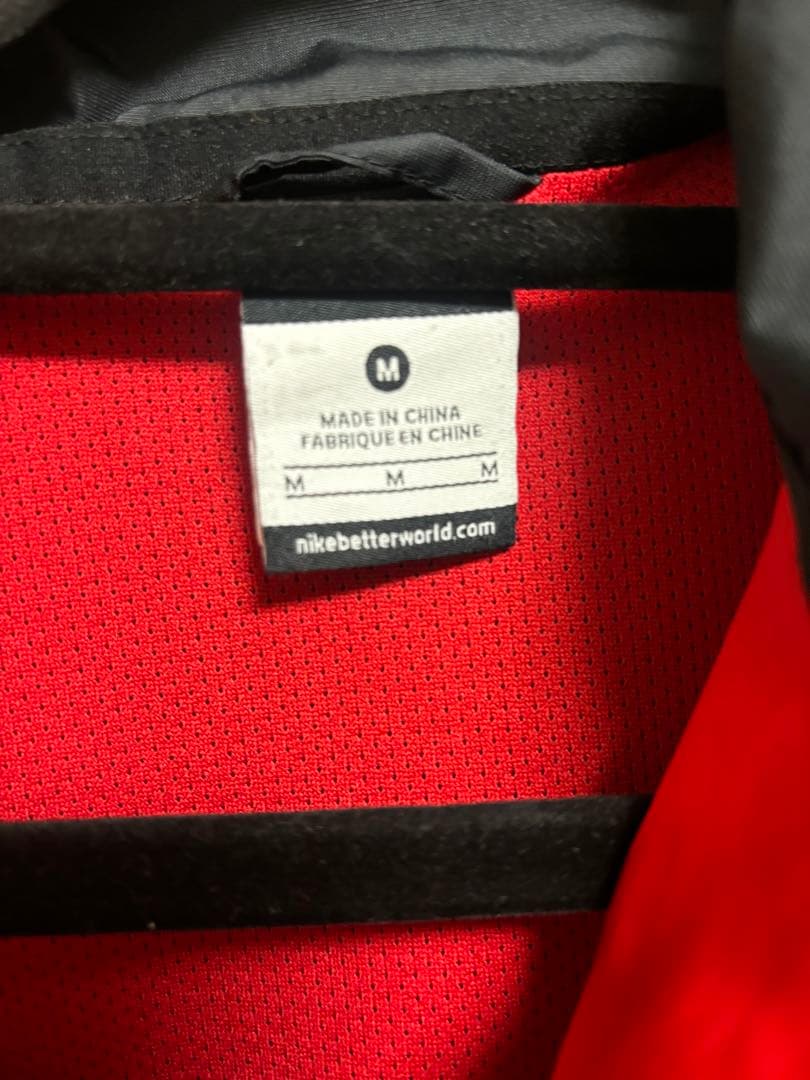 M
MADE IN CHINA
FABRIQUE EN CHINE
M M M
nikebetterworld.com